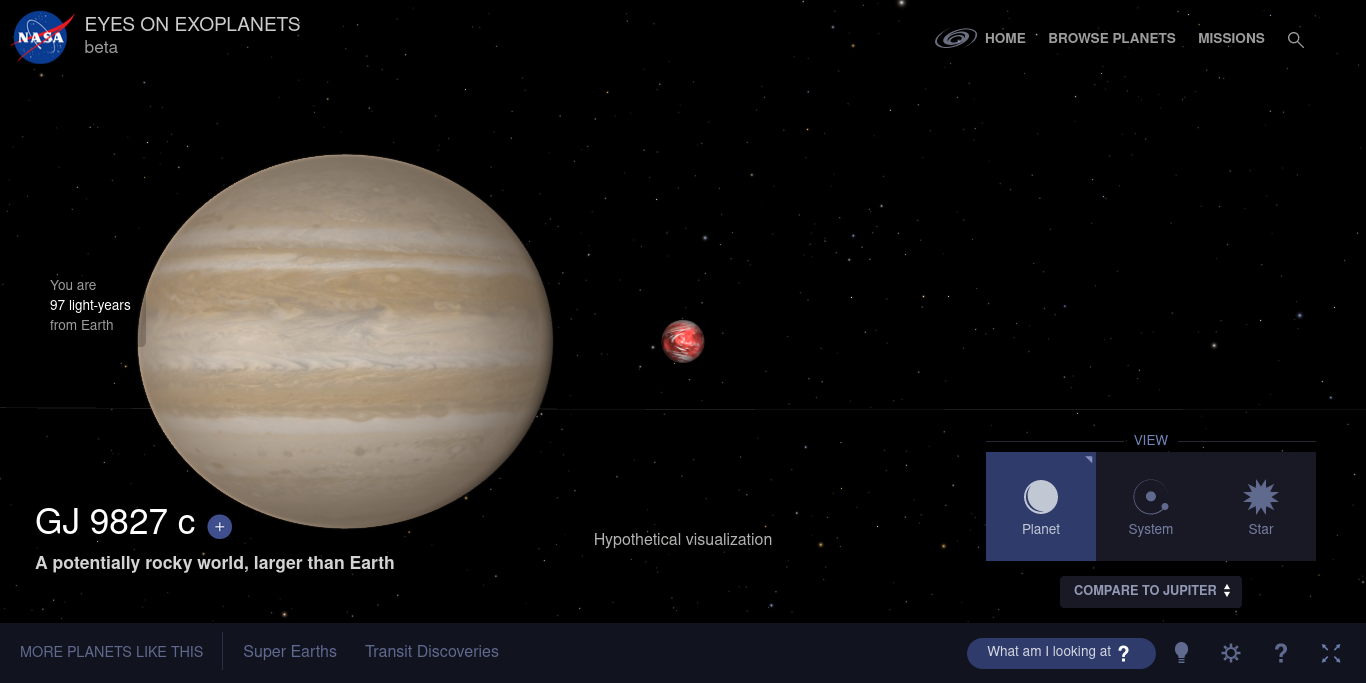 NASA
EYES ON EXOPLANETS
beta
HOME
BROWSE PLANETS
MISSIONS
You are
97 light-years
from Earth
GJ 9827 c +
A potentially rocky world, larger than Earth
Hypothetical visualization
VIEW
Planet
System
Star
COMPARE TO JUPITER
MORE PLANETS LIKE THIS
Super Earths
Transit Discoveries
What am I looking at ?
?